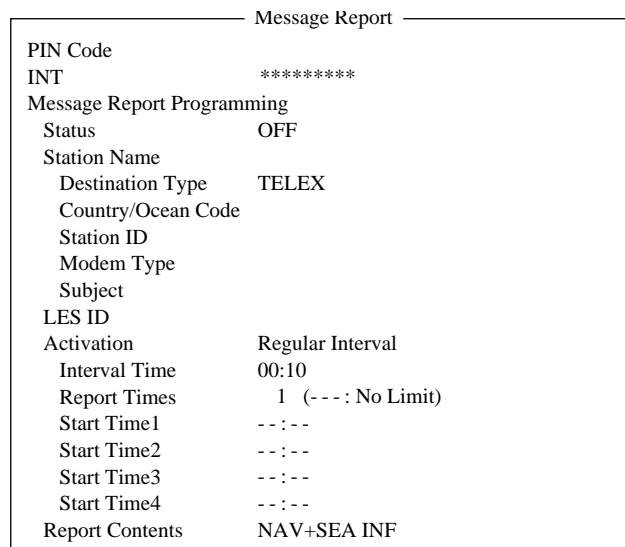 Message Report
PIN Code
INT *********
Message Report Programming
Status OFF
Station Name
Destination Type TELEX
Country/Ocean Code
Station ID
Modem Type
Subject
LES ID
Activation Regular Interval
Interval Time 00:10
Report Times 1 (- - - : No Limit)
Start Time1 - - : - -
Start Time2 - - : - -
Start Time3 - - : - -
Start Time4 - - : - -
Report Contents NAV+SEA INF